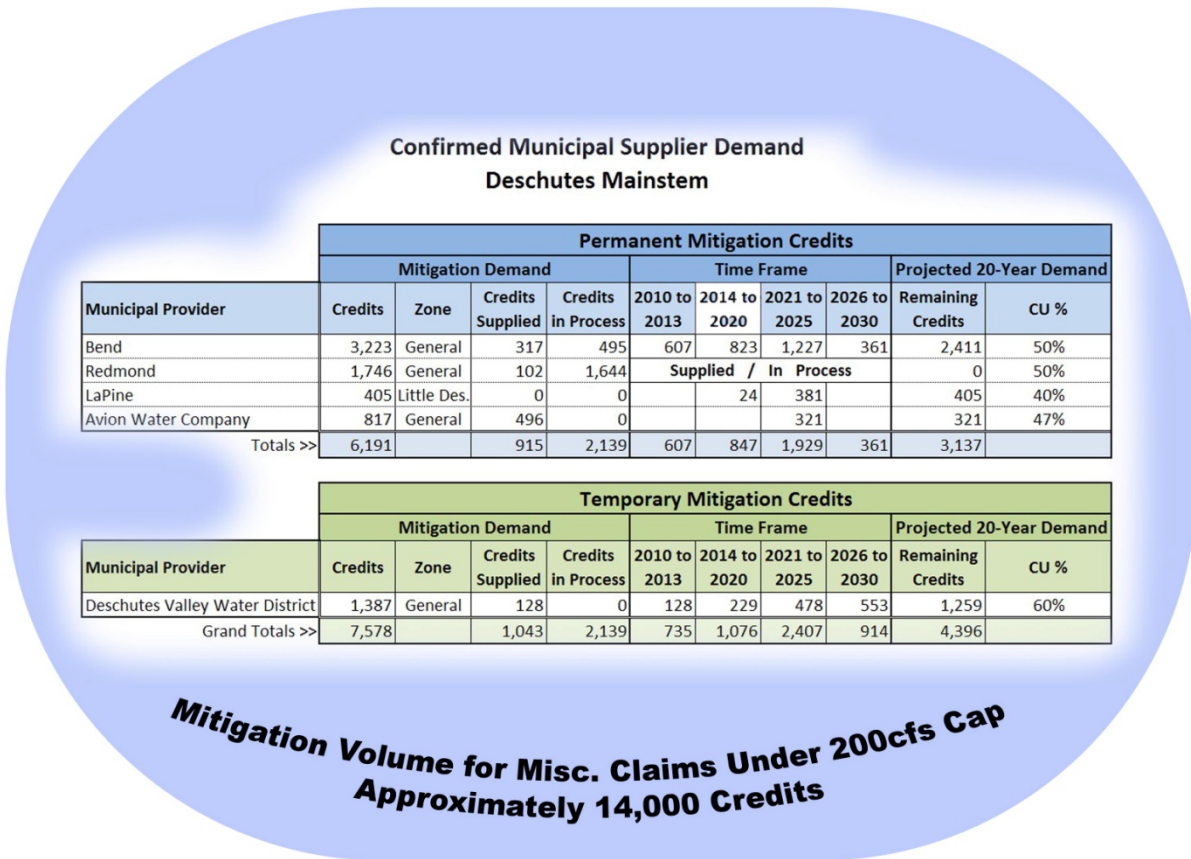 Confirmed Municipal Supplier Demand
Deschutes Mainstem
Permanent Mitigation Credits
Mitigation Demand Time Frame Projected 20-Year Demand
Municipal Provider Credits Zone Credits Supplied Credits in Process 2010 to 2013 2014 to 2020 2021 to 2025 2026 to 2030 Remaining Credits CU %
Bend 3,223 General 317 495 607 823 1,227 361 2,411 50%
Redmond 1,746 General 102 1,644 Supplied / In Process 0 50%
LaPine 405 Little Des. 0 0 24 381 405 40%
Avion Water Company 817 General 496 0 321 321 47%
Totals >> 6,191 915 2,139 607 847 1,929 361 3,137
Temporary Mitigation Credits
Mitigation Demand Time Frame Projected 20-Year Demand
Municipal Provider Credits Zone Credits Supplied Credits in Process 2010 to 2013 2014 to 2020 2021 to 2025 2026 to 2030 Remaining Credits CU %
Deschutes Valley Water District 1,387 General 128 0 128 229 478 553 1,259 60%
Grand Totals >> 7,578 1,043 2,139 735 1,076 2,407 914 4,396
Mitigation Volume for Misc. Claims Under 200cfs Cap
Approximately 14,000 Credits